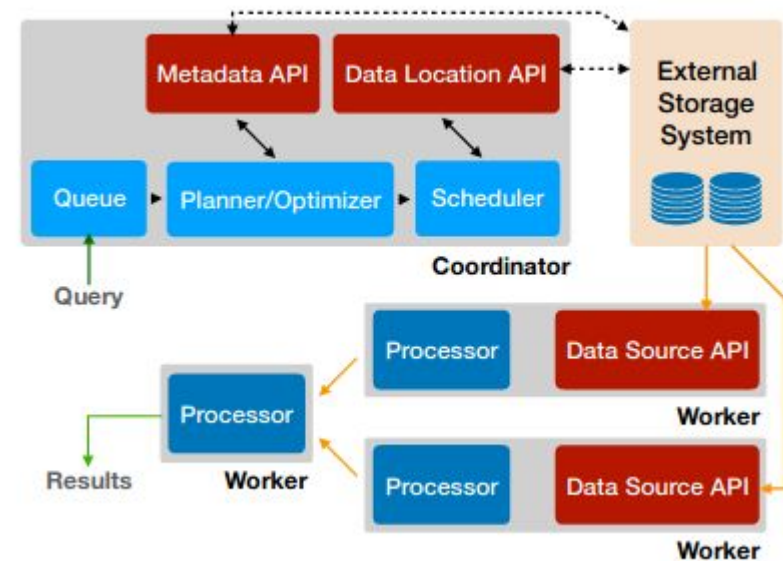 Metadata API
Data Location API
External
Storage
System
Queue
Planner/Optimizer
Scheduler
Coordinator
Query
Processor
Data Source API
Worker
Processor
Worker
Results
Processor
Data Source API
Worker